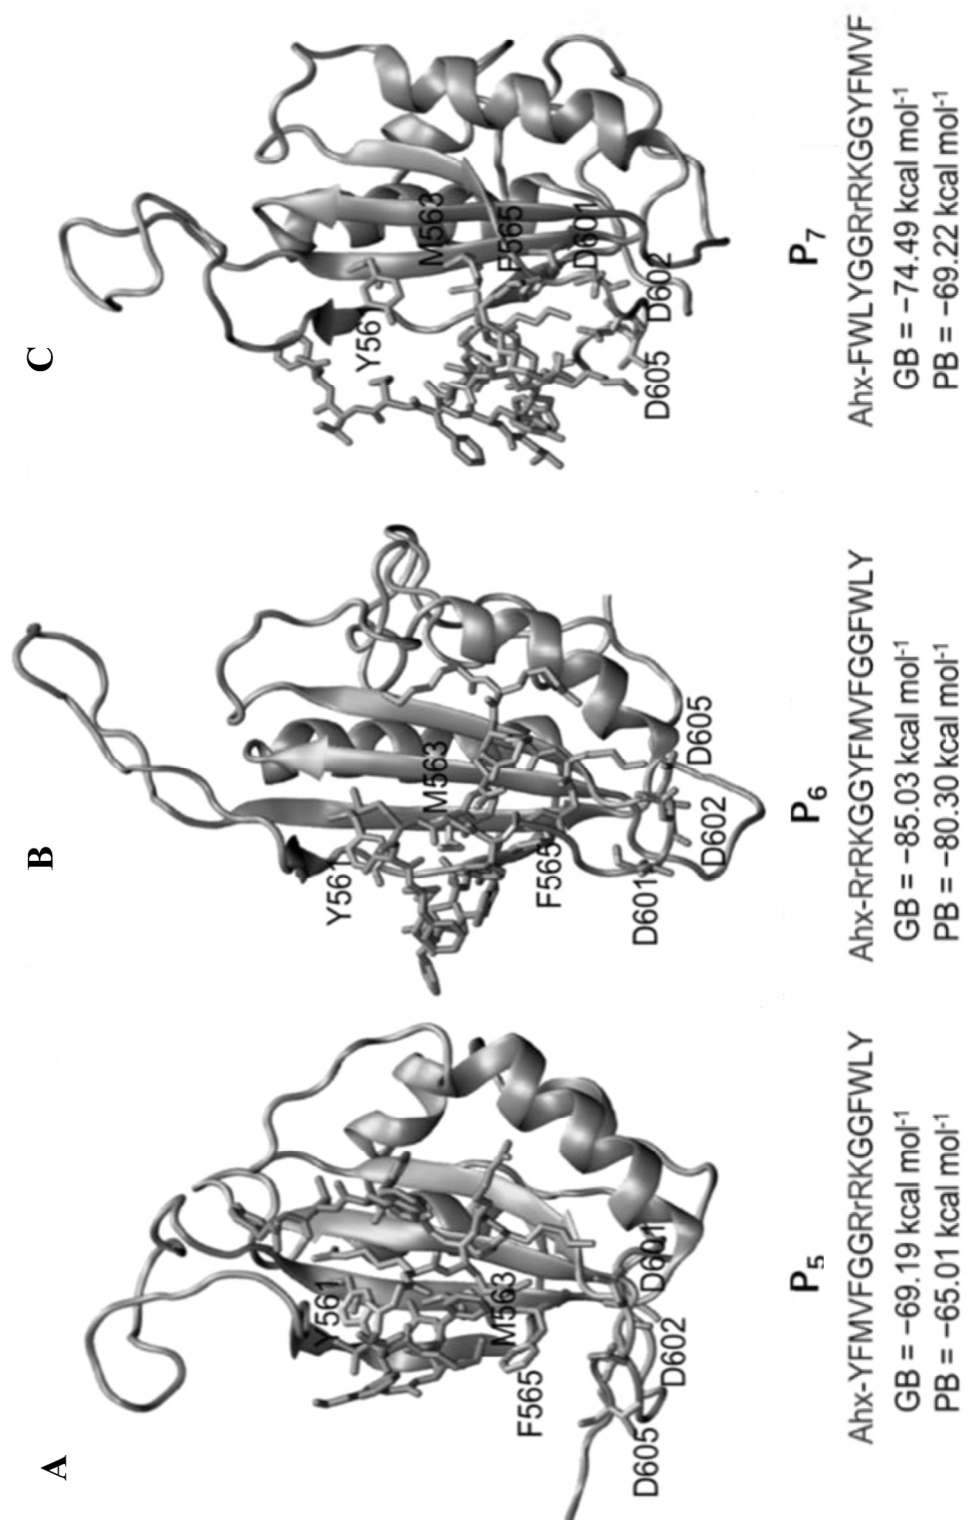 A
Y561
M563
F565
D601
D602
D605
P5
Ahx-YFMVFGGRrRKGGFWLY
GB = −69.19 kcal mol-1
PB = −65.01 kcal mol-1
B
Y561
M563
F565
D601
D602
D605
P6
Ahx-RrRKGGYFMVFGGFWLY
GB = −85.03 kcal mol-1
PB = −80.30 kcal mol-1
C
Y561
M563
F565
D601
D602
D605
P7
Ahx-FWLYGGRrRKGGYFMVF
GB = −74.49 kcal mol-1
PB = −69.22 kcal mol-1